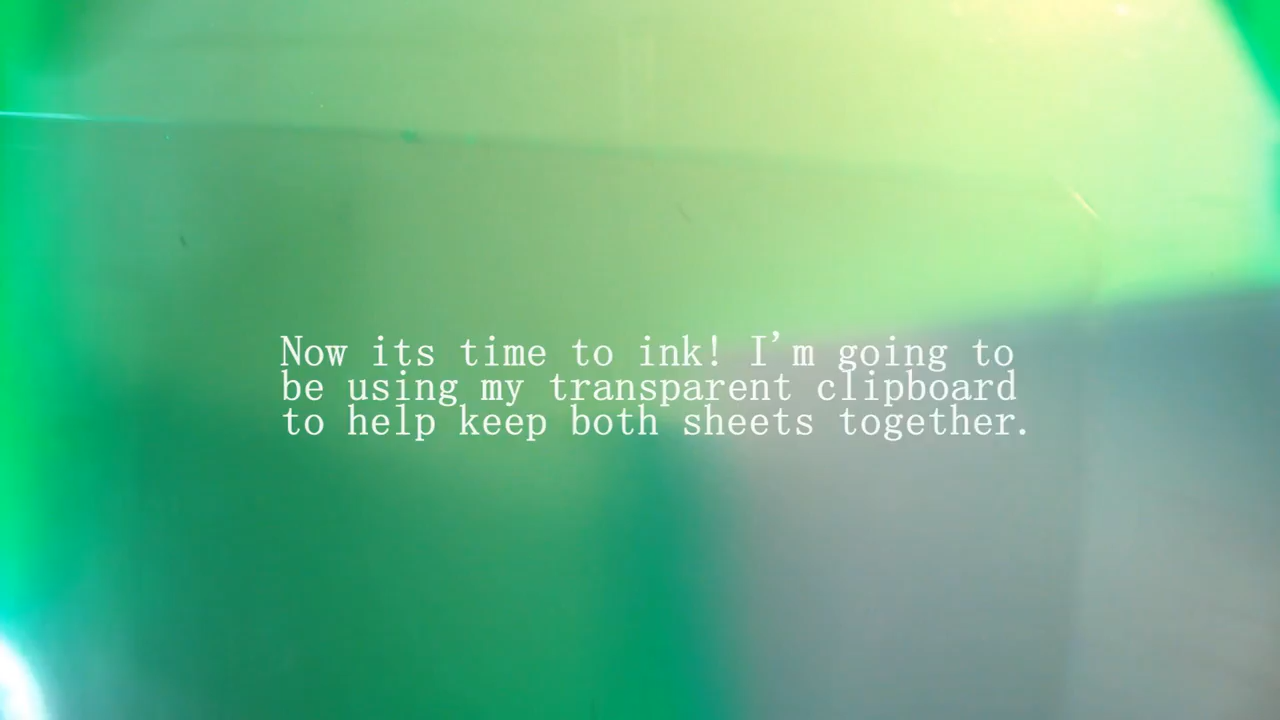 Now its time to ink! I'm going to
be using my transparent clipboard
to help keep both sheets together.